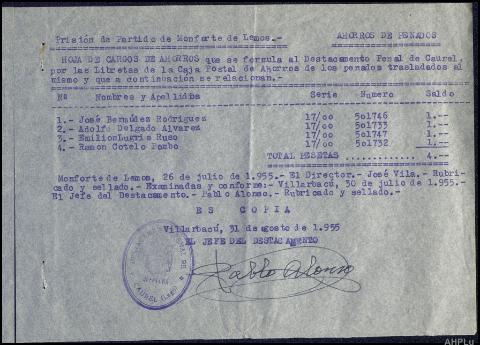 Prisión de Partido de Monforte de Lemos.- AHORROS DE PENADOS
HOJA DE CARGOS DE AHORROS que se formula al Destacamento Penal de Caurel,
por las Libretas de la Caja Postal de Ahorros de los penales trasladados al
mismo y que a continuación se relacionan.
Nº Nombres y Apellidos Serie Numero Saldo
1.- José Bermúdez Rodriguez 17/00 501746 1.--
2.- Adolfo Delgado Alvarez 17/00 501733 1.--
3.- Emilio Lugris Ruso 17/00 501747 1.--
4.- Ramon Cotelo Pombo 17/00 501732 1.--
TOTAL PESETAS ............. 4.--
Monforte de Lemos, 26 de julio de 1.955.- El Director.- José Vila.- Rubri-
cado y sellado.- Examinadas y conforme:- Villarbacú, 30 de julio de 1.955.-
El Jefe del Destacamento.- Pablo Alonso.- Rubricado y sellado.-
ES COPIA
Villarbacú, 31 de agosto de 1.955
EL JEFE DEL DESTACAMENTO
Pablo Alonso
CAUREL (Lugo)
AHPLu